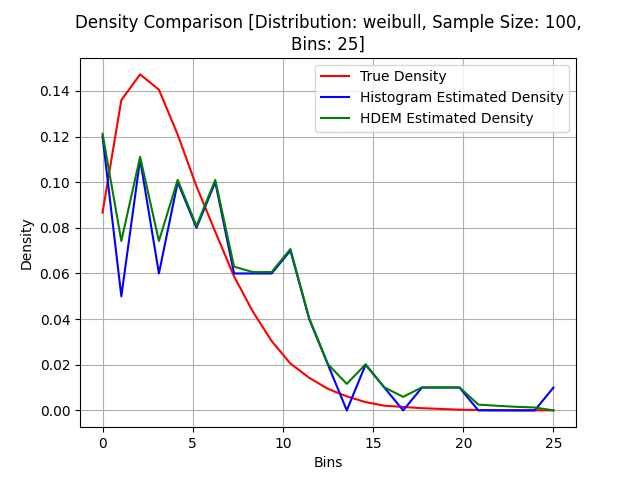 Density Comparison [Distribution: weibull, Sample Size: 100,
Bins: 25]
True Density
Histogram Estimated Density
HDEM Estimated Density
Density
0.14
0.12
0.10
0.08
0.06
0.04
0.02
0.00
0 5 10 15 20 25
Bins